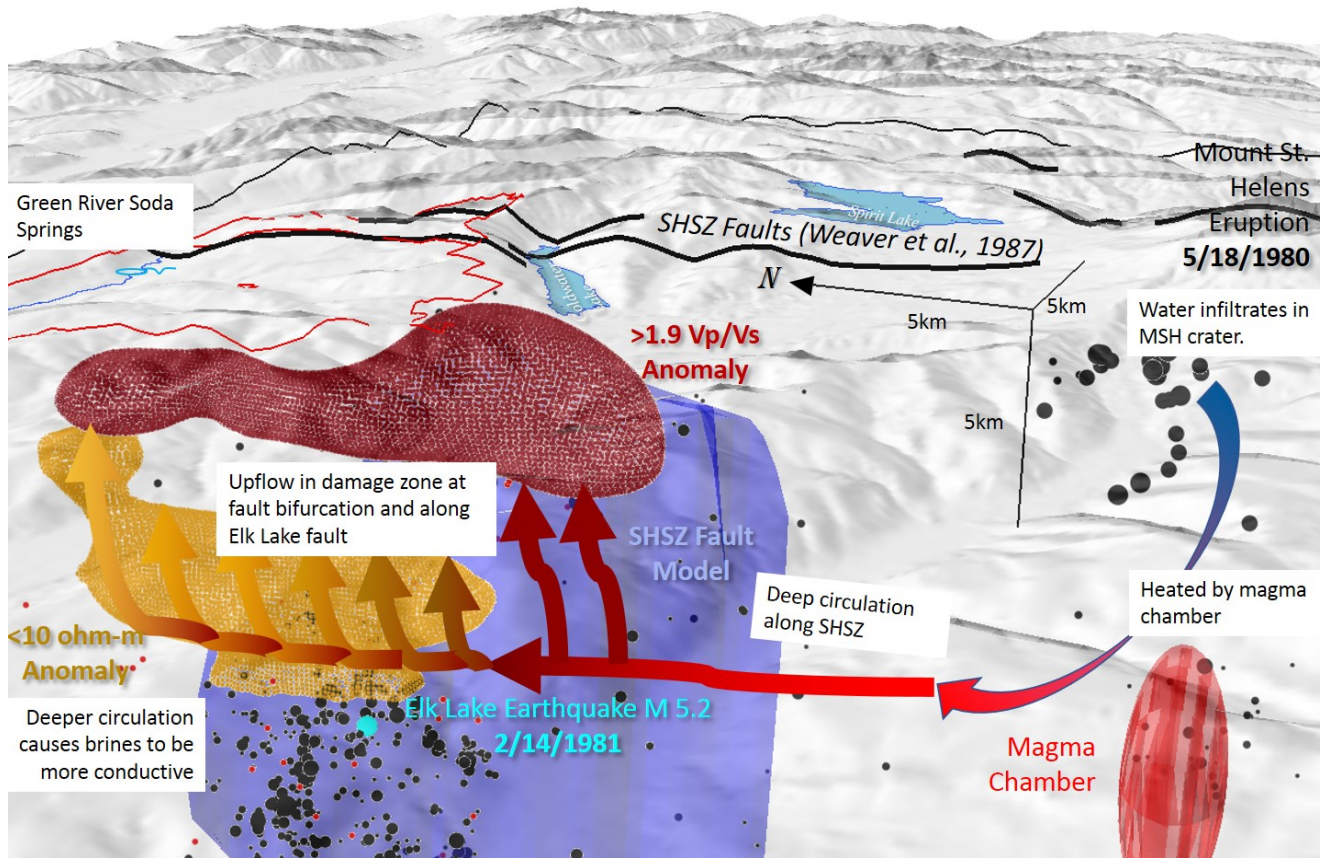 Mount St.
Helens
Eruption
5/18/1980
Green River Soda
Springs
Spirit Lake
SHSZ Faults (Weaver et al., 1987)
N
5km
5km
5km
Water infiltrates in
MSH crater.
Lake
>1.9 Vp/Vs
Anomaly
Upflow in damage zone at
fault bifurcation and along
Elk Lake fault
SHSZ Fault
Model
Deep circulation
along SHSZ
Heated by magma
chamber
<10 ohm-m
Anomaly
Elk Lake Earthquake M 5.2
2/14/1981
Deeper circulation
causes brines to be
more conductive
Magma
Chamber